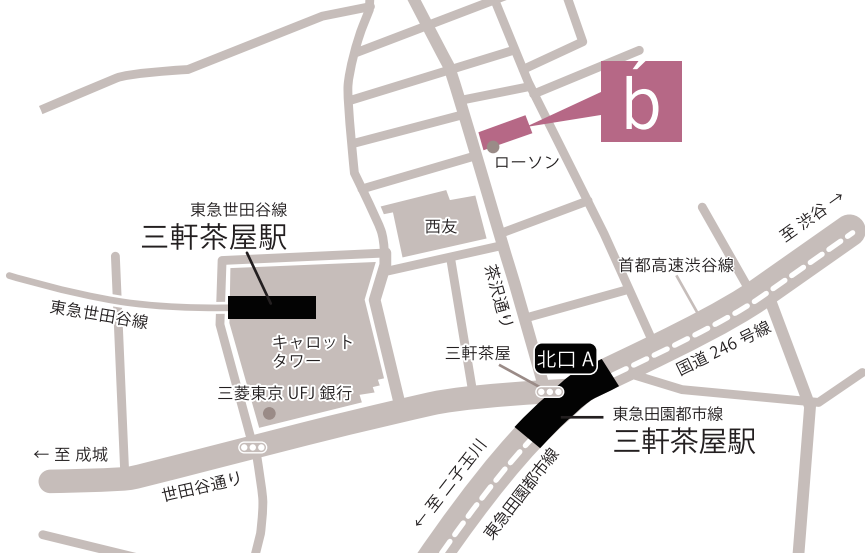 b
ローソン
東急世田谷線
三軒茶屋駅
西友
至 渋谷 →
首都高速渋谷線
茶沢通り
東急世田谷線
キャロット
タワー
国道 246 号線
三軒茶屋
北口 A
三菱東京 UFJ 銀行
東急田園都市線
三軒茶屋駅
← 至 成城
世田谷通り
← 至 二子玉川
東急田園都市線